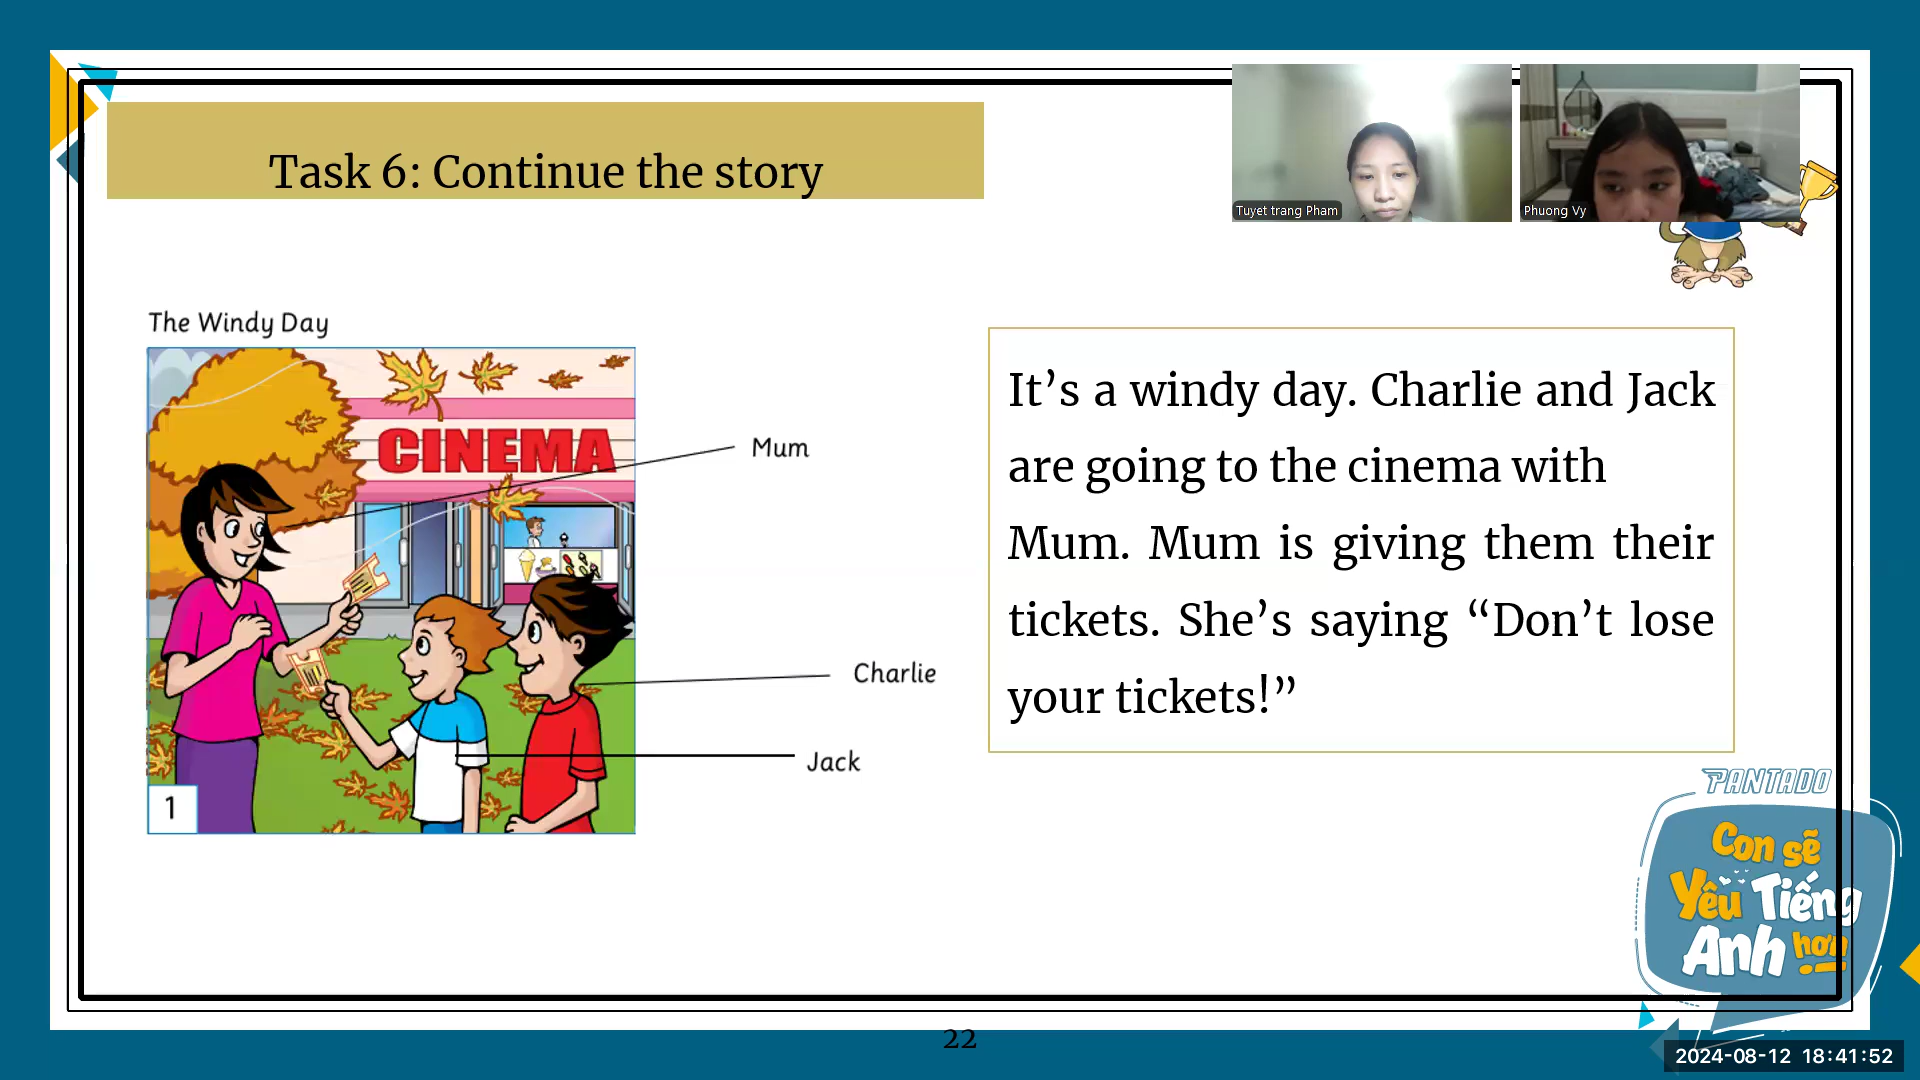 Task 6: Continue the story
Tuyet trang Pham
Phuong Vy
The Windy Day
CINEMA
Mum
Charlie
Jack
1
It's a windy day. Charlie and Jack
are going to the cinema with
Mum. Mum is giving them their
tickets. She's saying “Don't lose
your tickets!”
PANTADO
Con sẽ
Yêu Tiếng
Anh hơn
22
2024-08-12 18:41:52